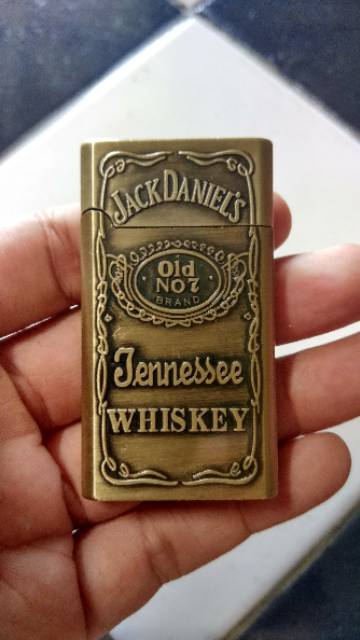 JACK DANIEL'S
Old
No 7
BRAND
Tennessee
WHISKEY